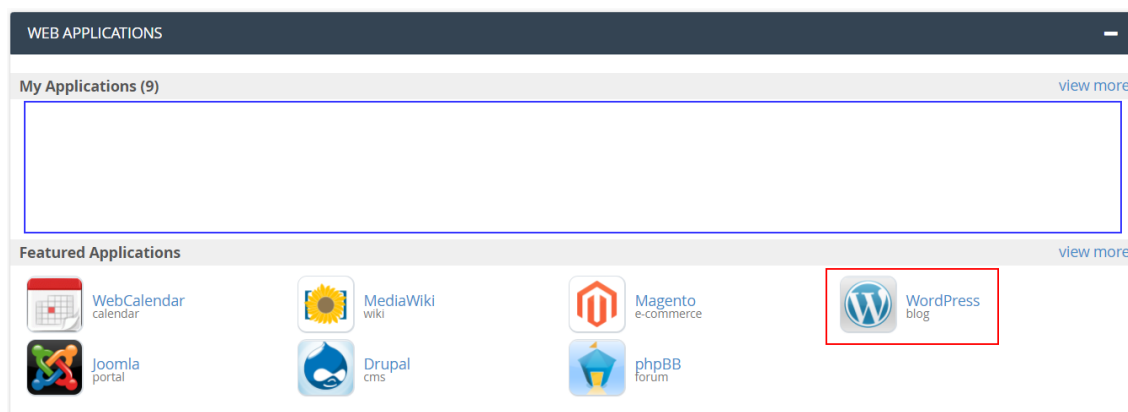 WEB APPLICATIONS
My Applications (9) view more
Featured Applications view more
WebCalendar MediaWiki Magento WordPress
calendar wiki e-commerce blog
Joomla Drupal phpBB
portal cms forum